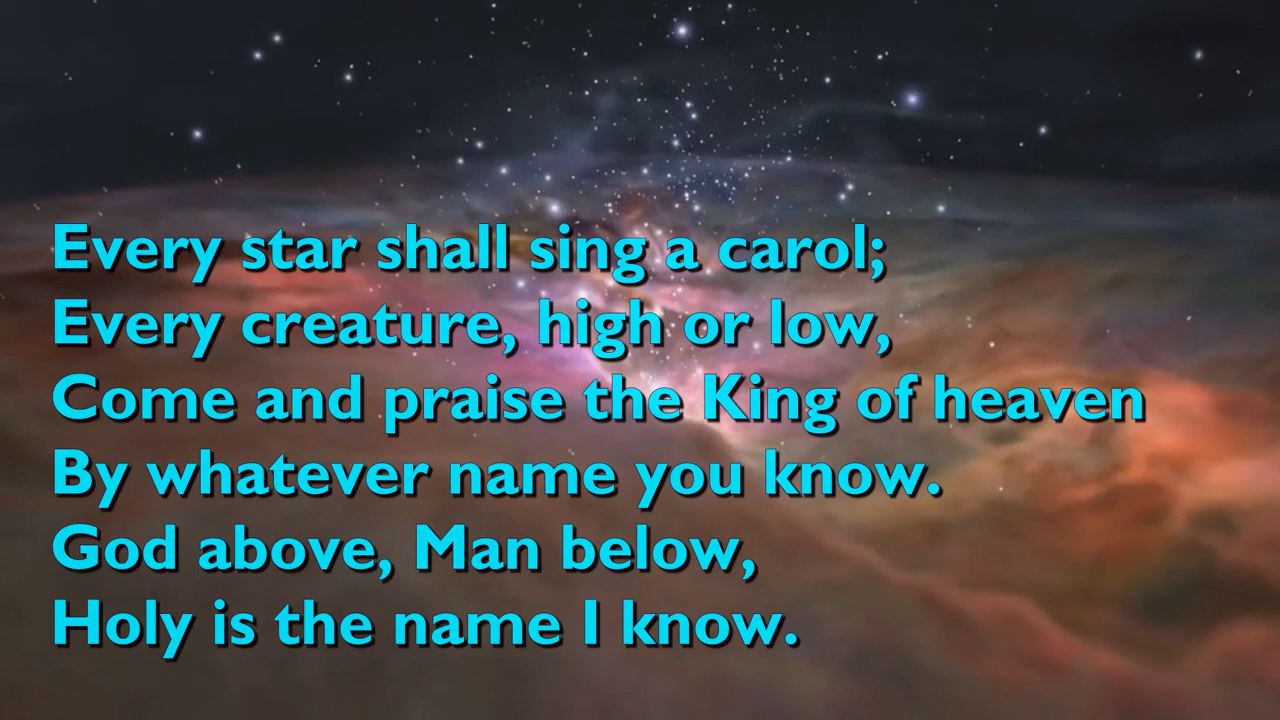 Every star shall sing a carol;
Every creature, high or low,
Come and praise the King of heaven
By whatever name you know.
God above, Man below,
Holy is the name I know.